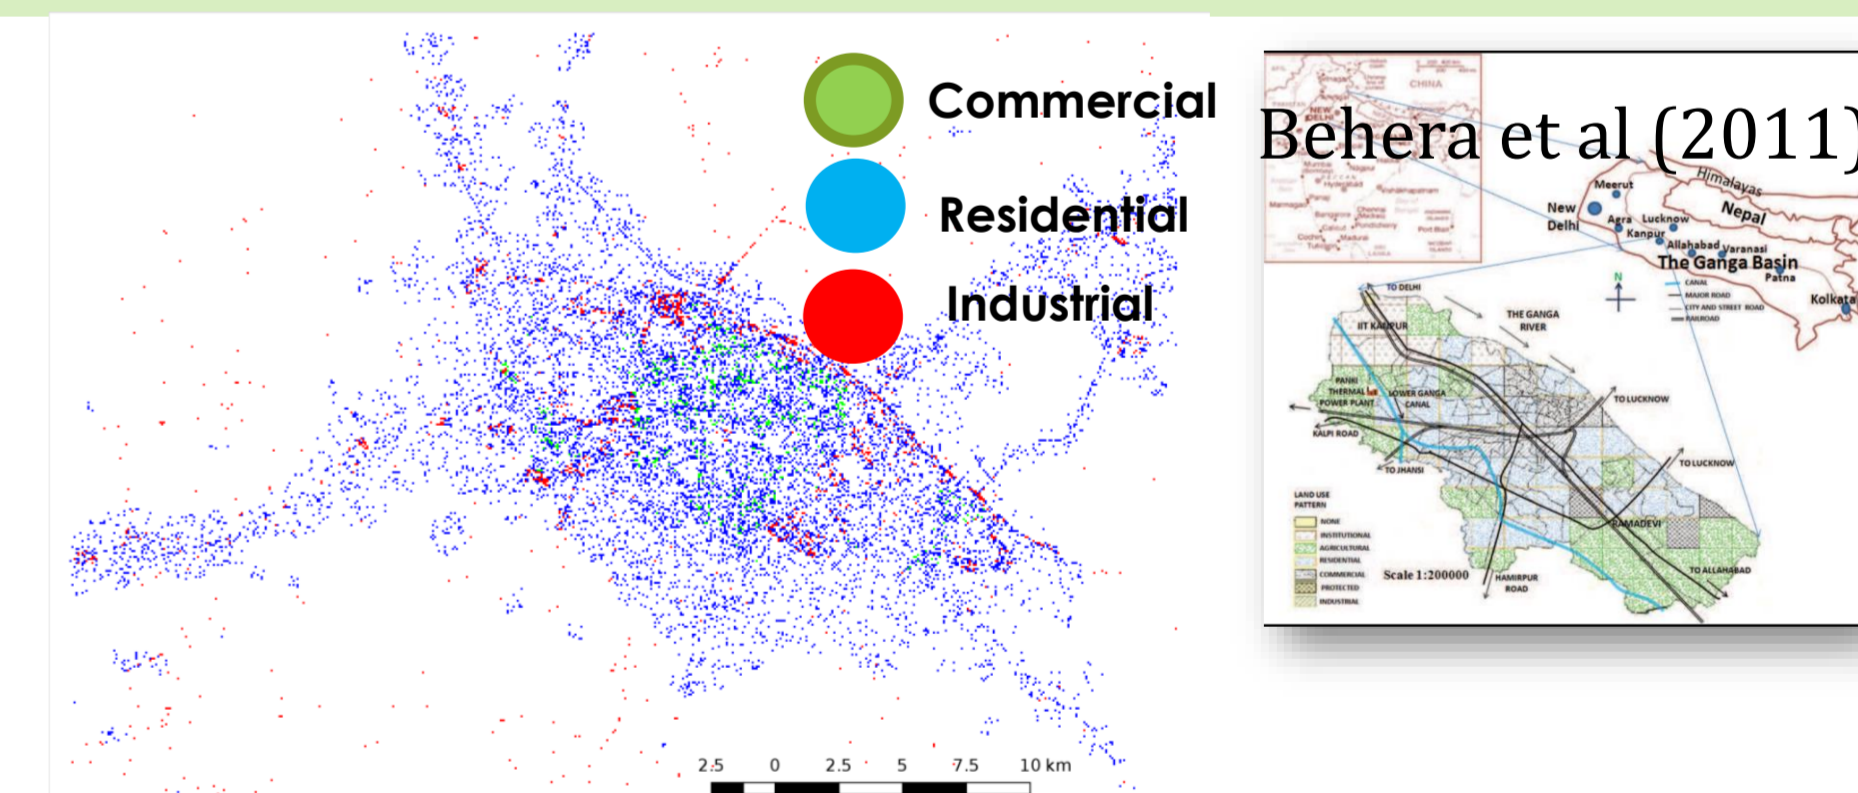 Commercial
Residential
Industrial
2.5 0 2.5 5 7.5 10 km
Behera et al (2011)
CHINA
Himalayas
Meerut
Nepal
New
Delhi
Agra Lucknow
Kanpur
Allahabad Varanasi
The Ganga Basin
Patna
Kolkata
N
CANAL
MAJOR ROAD
CITY AND STREET ROAD
RAILROAD
TO DELHI
THE GANGA
RIVER
IIT KANPUR
PANKI
THERMAL
POWER PLANT
LOWER GANGA
CANAL
TO LUCKNOW
KALPI ROAD
TO JHANSI
TO LUCKNOW
LAND USE
PATTERN
NONE
INSTITUTIONAL
AGRICULTURAL
RESIDENTIAL
COMMERCIAL
PROTECTED
INDUSTRIAL
RAMADEVI
Scale 1:200000
HAMIRPUR
ROAD
TO ALLAHABAD